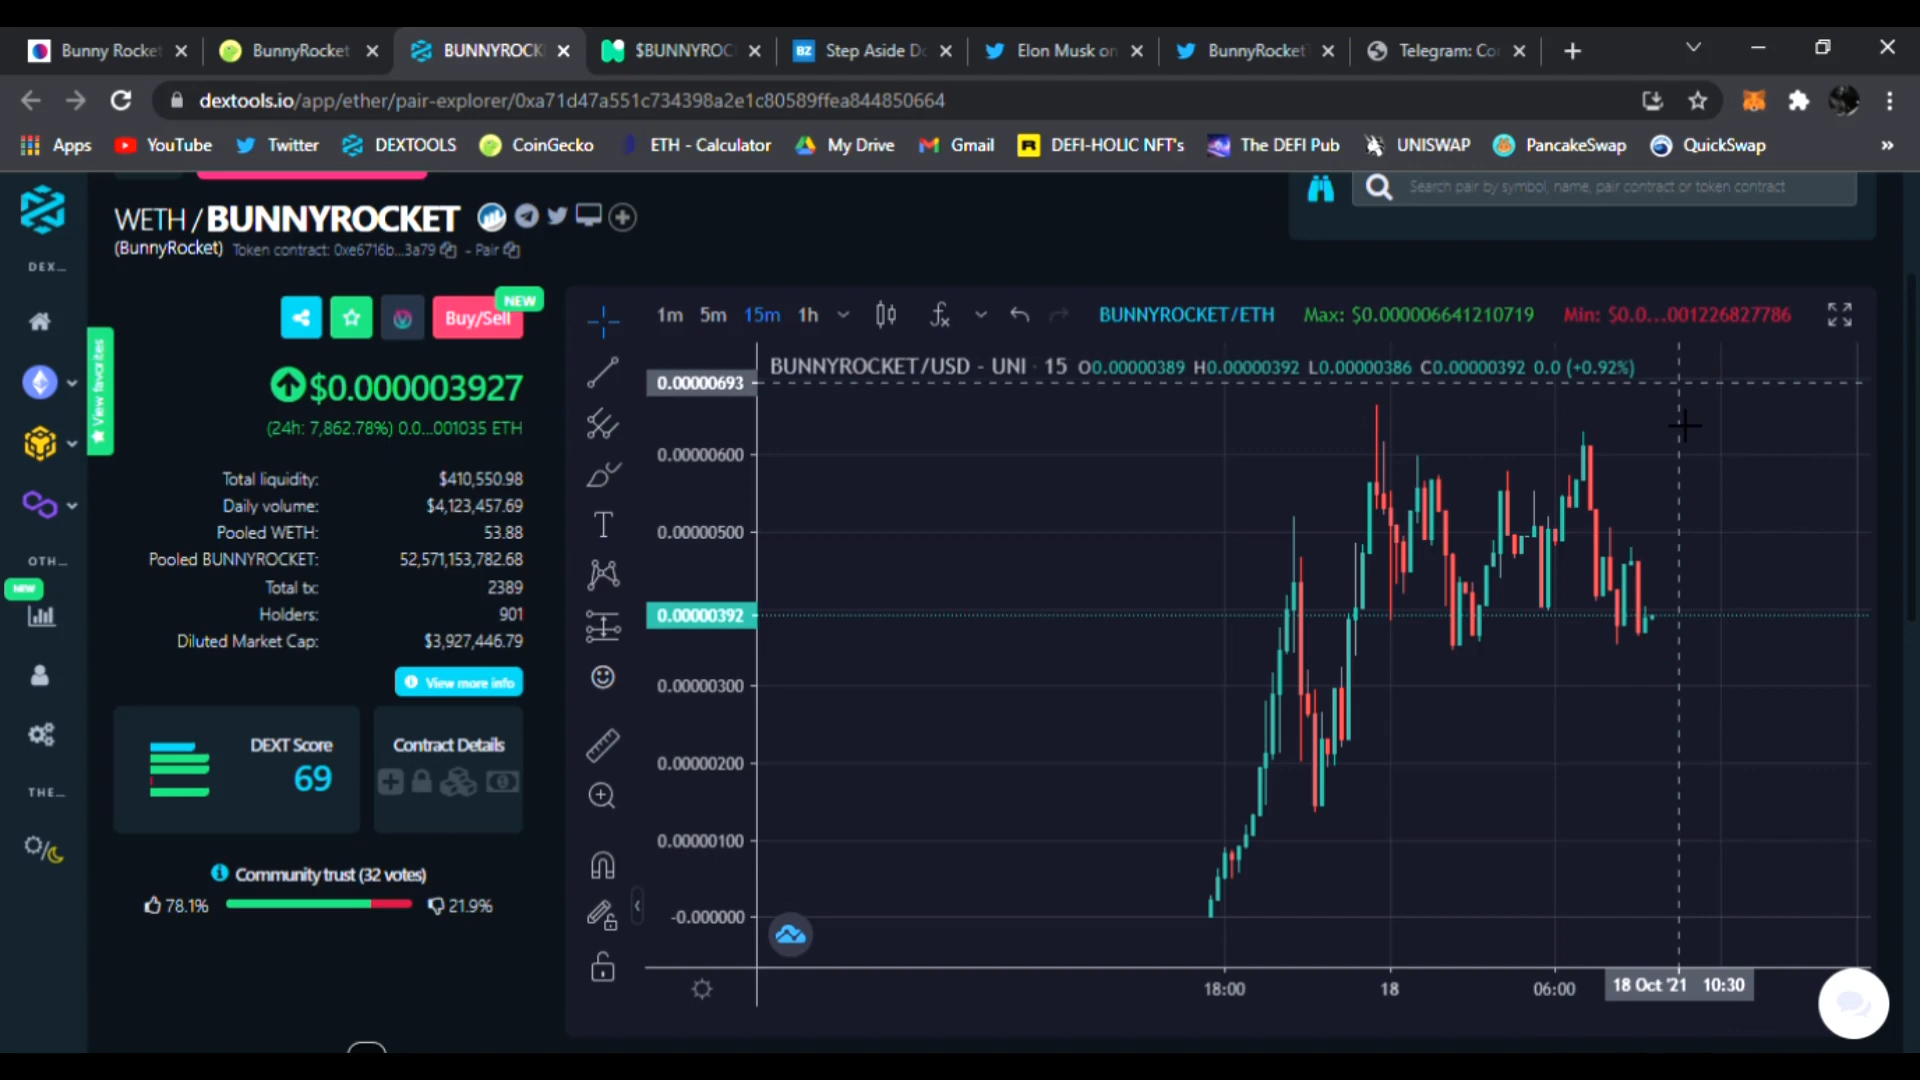 Bunny Rocket
BunnyRocket
BUNNYROCK
$BUNNYROC
BZ
Step Aside Do
Elon Musk on
BunnyRocket
Telegram: Co
dextools.io/app/ether/pair-explorer/0xa71d47a551c734398a2e1c80589ffea844850664
Apps
YouTube
Twitter
DEXTOOLS
CoinGecko
ETH - Calculator
My Drive
Gmail
DEFI-HOLIC NFT's
The DEFI Pub
UNISWAP
PancakeSwap
QuickSwap
»
Search pair by symbol, name, pair contract or token contract
WETH / BUNNYROCKET
(BunnyRocket) Token contract: 0xe6716b...3a79 - Pair
DEX...
NEW
Buy/Sell
View favorites
$0.000003927
(24h: 7,862.78%) 0.0...001035 ETH
Total liquidity: $410,550.98
Daily volume: $4,123,457.69
Pooled WETH: 53.88
Pooled BUNNYROCKET: 52,571,153,782.68
Total tx: 2389
Holders: 901
Diluted Market Cap: $3,927,446.79
View more info
OTH...
NEW
DEXT Score
69
Contract Details
THE...
Community trust (32 votes)
78.1%
21.9%
1m 5m 15m 1h
BUNNYROCKET/ETH
Max: $0.000006641210719
Min: $0.0...001226827786
BUNNYROCKET/USD - UNI · 15 O0.00000389 H0.00000392 L0.00000386 C0.00000392 0.0 (+0.92%)
0.00000693
0.00000600
0.00000500
0.00000392
0.00000300
0.00000200
0.00000100
-0.000000
T
18:00
18
06:00
18 Oct '21 10:30